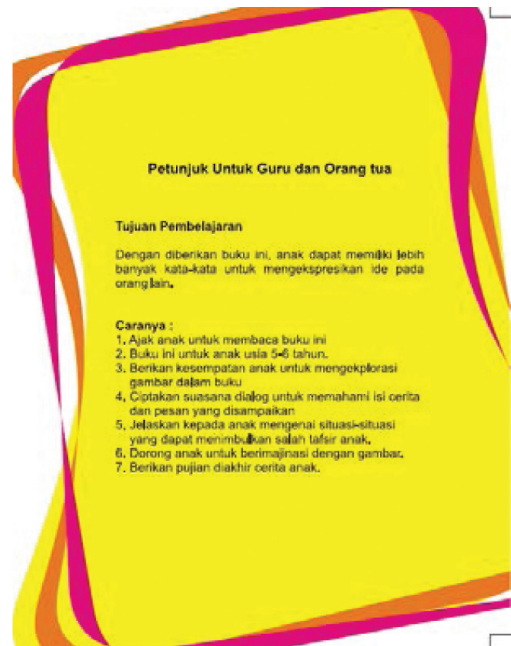 Petunjuk Untuk Guru dan Orang tua
Tujuan Pembelajaran
Dengan diberikan buku ini, anak dapat memiliki lebih
banyak kata-kata untuk mengekspresikan ide pada
orang lain.
Caranya :
1. Ajak anak untuk membaca buku ini
2. Buku ini untuk anak usia 5-6 tahun.
3. Berikan kesempatan anak untuk mengekplorasi
gambar dalam buku
4, Ciptakan suasana dialog untuk memahami isi cerita
dan pesan yang disampaikan
5, Jelaskan kepada anak mengenai situasi-situasi
yang dapat menimbulkan salah tafsir anak.
6. Dorong anak untuk berimajinasi dengan gambar.
7. Berikan pujian diakhir cerita anak.